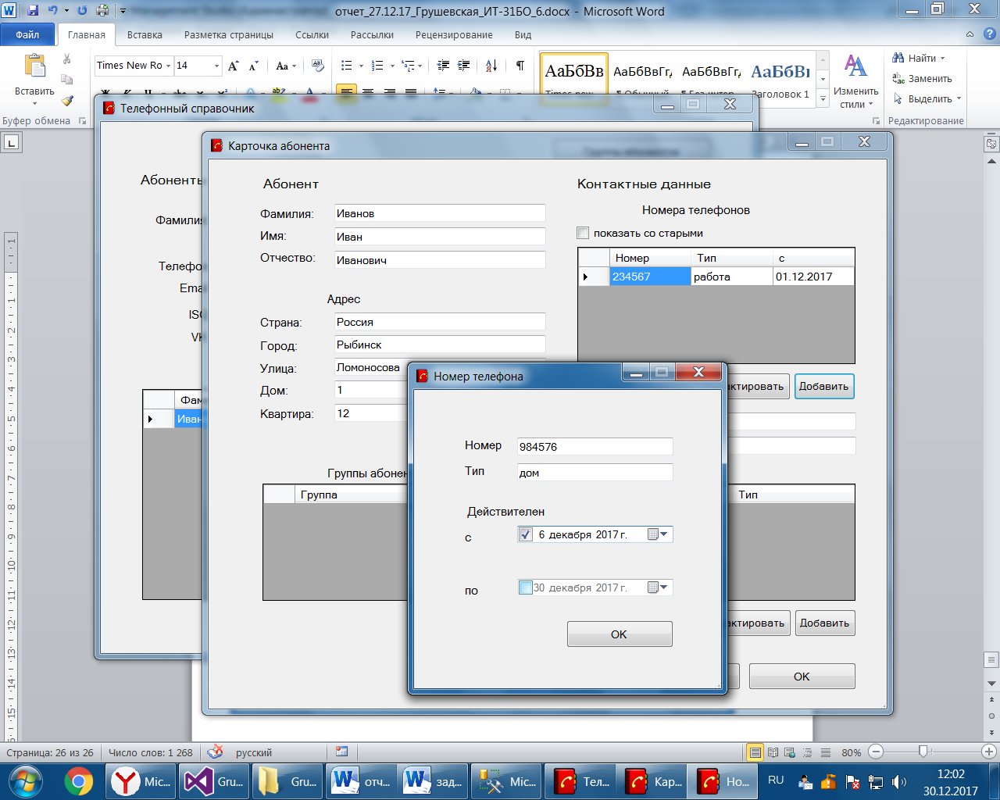 отчет_27.12.17_Грушевская_ИТ-31БО_6.docx - Microsoft Word
Файл Главная Вставка Разметка страницы Ссылки Рассылки Рецензирование Вид
Вставить
Буфер обмена
Times New Ro 14
Aa
АаБбВв АаБбВвГг, АаБбВвГг, АаБбВі
Заголовок 1
Изменить стили
Найти
Заменить
Выделить
Редактирование
Телефонный справочник
Абоненты
Фамилия
Телефо
Ema
Фам
Иван
Карточка абонента
Абонент
Фамилия: Иванов
Имя: Иван
Отчество: Иванович
Адрес
Страна: Россия
Город: Рыбинск
Улица: Ломоносова
Дом: 1
Квартира: 12
Группы абонен
Группа
Контактные данные
Номера телефонов
показать со старыми
Номер Тип с
234567 работа 01.12.2017
актировать Добавить
Тип
актировать Добавить
OK
Номер телефона
Номер 984576
Тип дом
Действителен
с 6 декабря 2017 г.
по 30 декабря 2017 г.
OK
Страница: 26 из 26 Число слов: 1 268 русский 80%
Mic... Gru... Gru... отч... зад... Mic... Тел... Кар... Но...
RU
12:02
30.12.2017